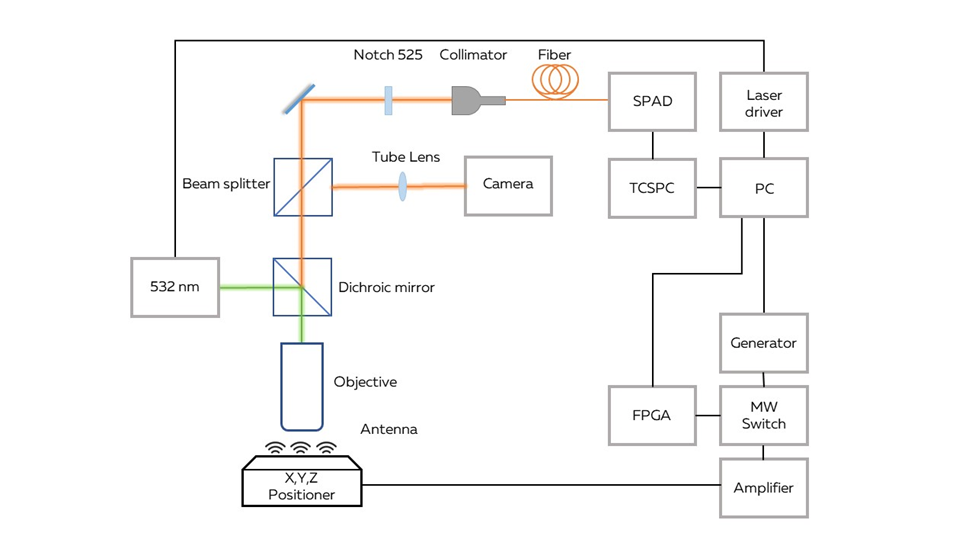 Notch 525
Collimator
Fiber
SPAD
Laser
driver
Tube Lens
Beam splitter
Camera
TCSPC
PC
532 nm
Dichroic mirror
Generator
Objective
FPGA
MW
Switch
Antenna
X,Y,Z
Positioner
Amplifier